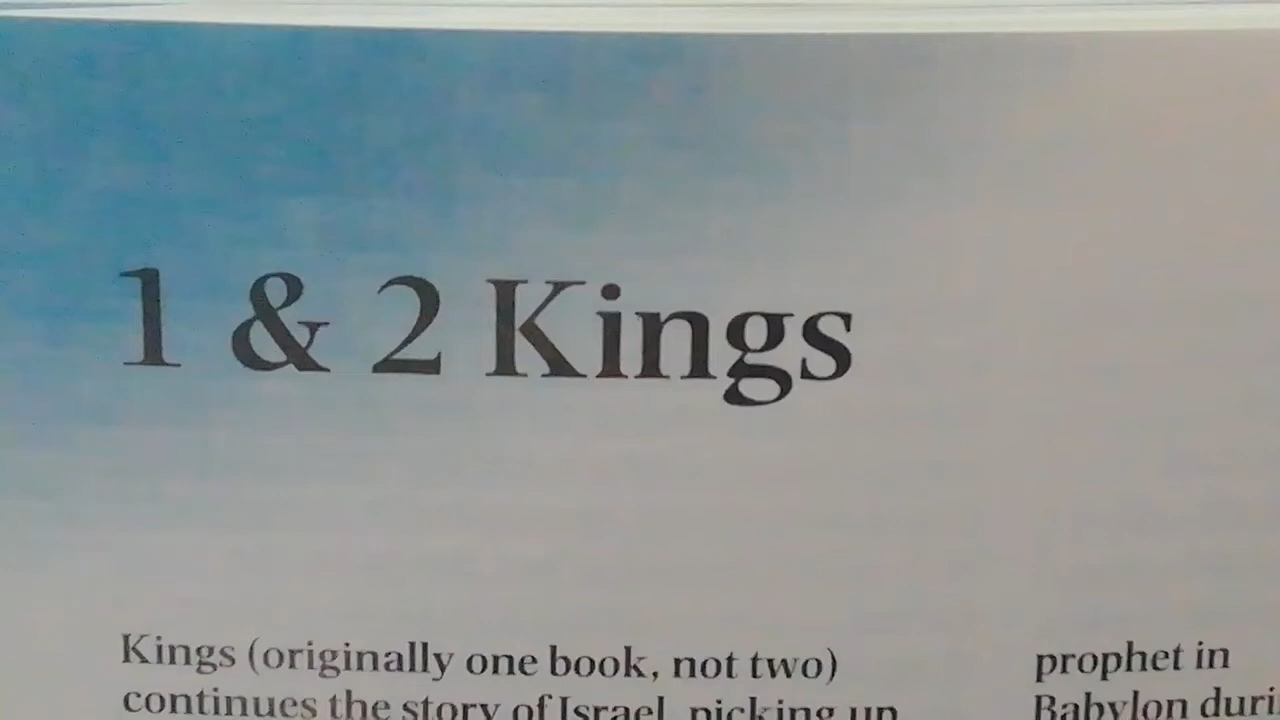 1 & 2 Kings
Kings (originally one book, not two)
continues the story of Israel, picking up
prophet in
Babylon duri